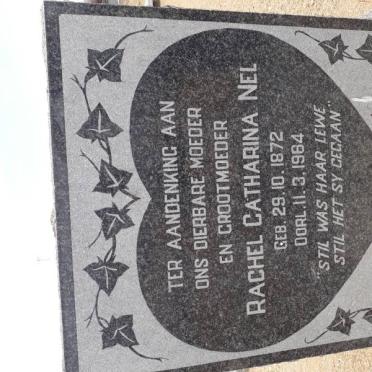 TER AANDENKING AAN
ONS DIERBARE MOEDER
EN GROOTMOEDER
RACHEL CATHARINA NEL
GEB. 29.10.1872
OORL. 11.3.1964
"STIL WAS HAAR LEWE,
STIL HET SY GEGAAN"